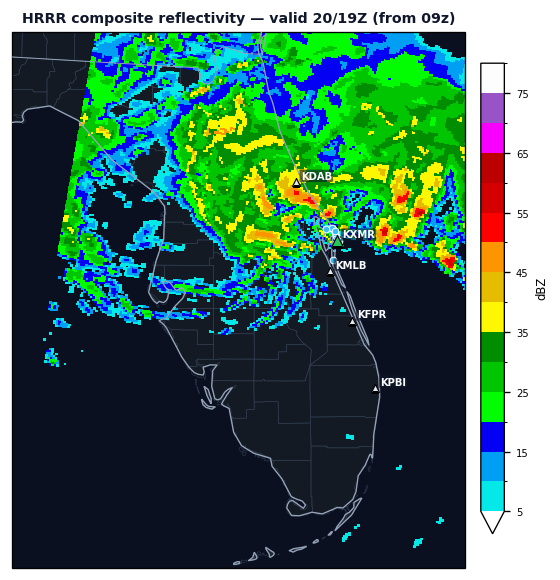 HRRR composite reflectivity — valid 20/19Z (from 09z)
KDAB
KXMR
KMLB
KFPR
KPBI
75
65
55
45
35
25
15
5
dBZ